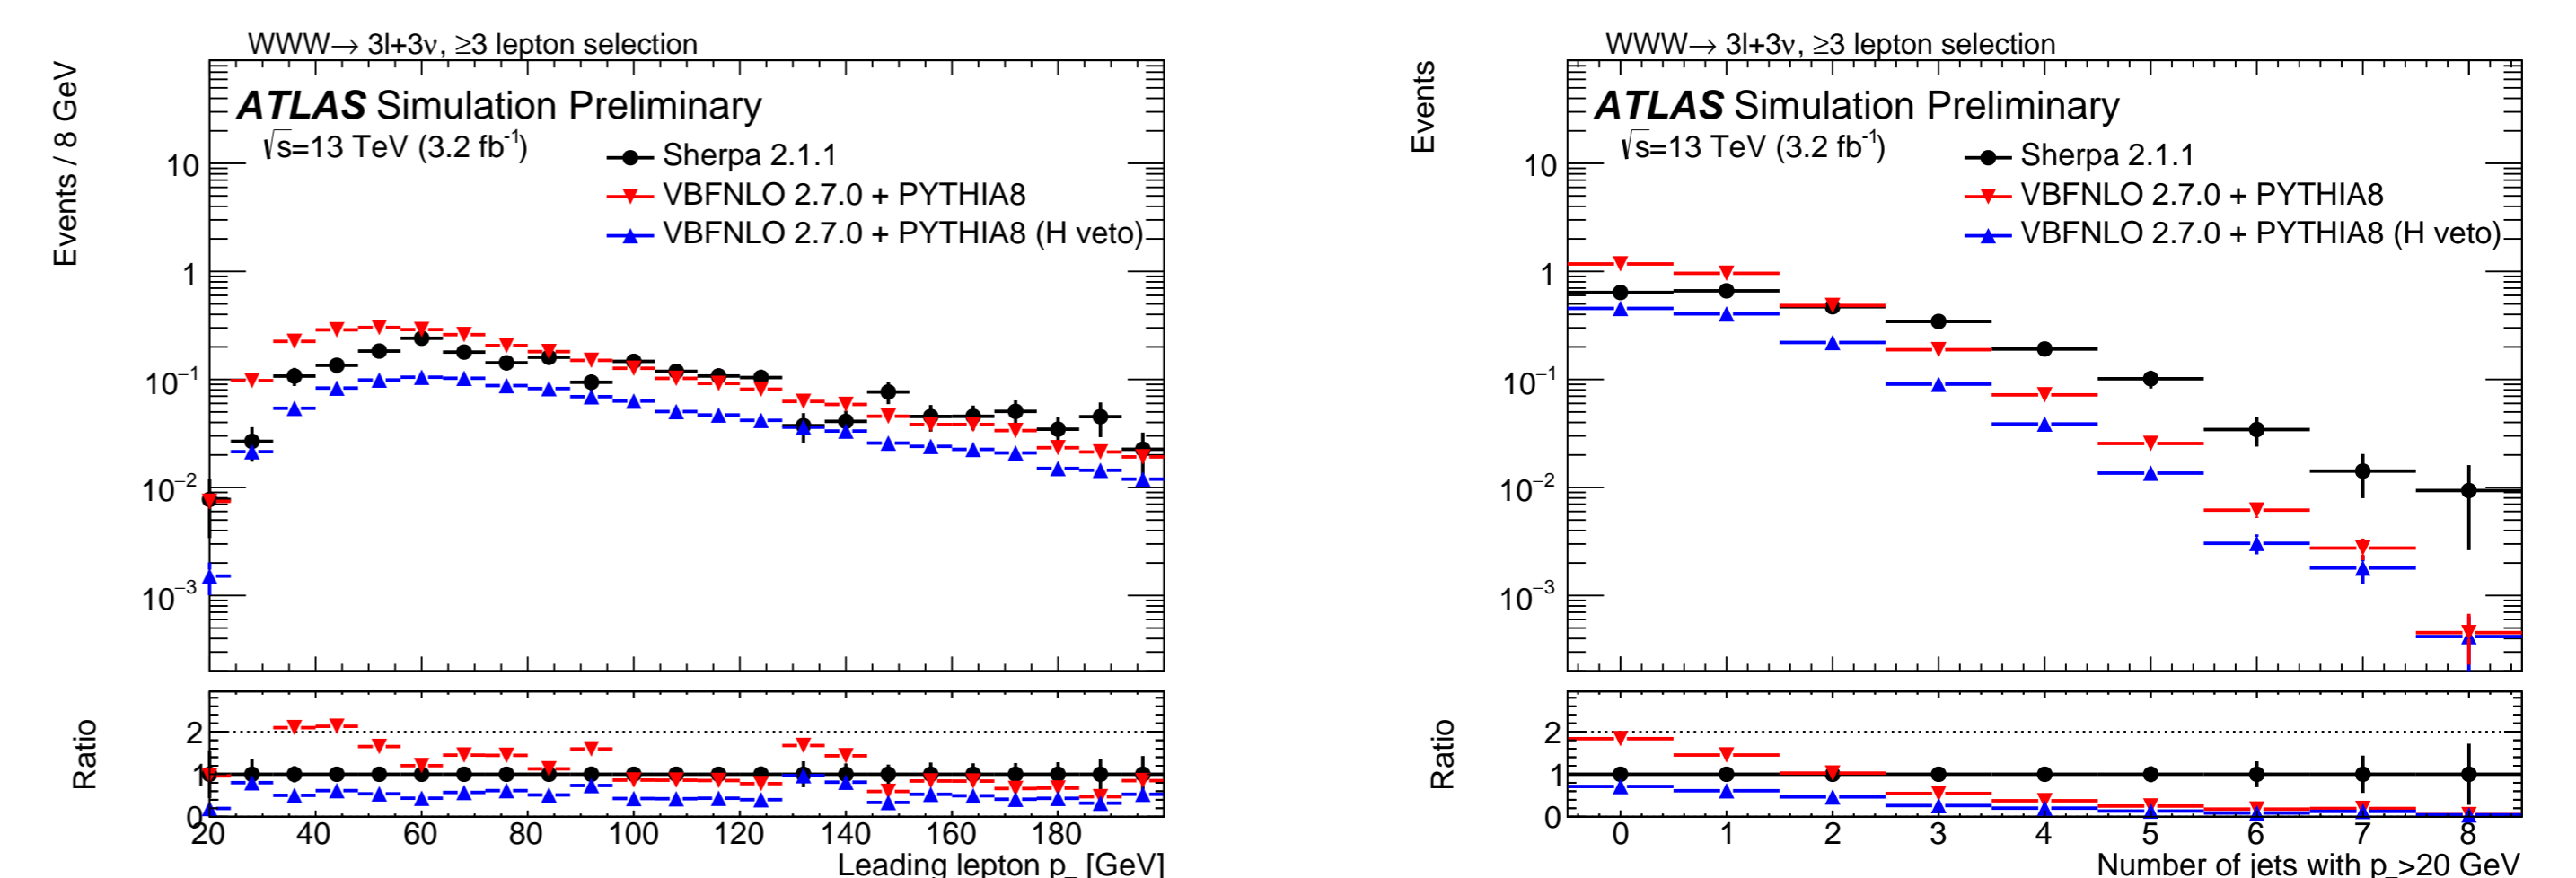 WWW→ 3l+3ν, ≥3 lepton selection
Events / 8 GeV
ATLAS Simulation Preliminary
√s=13 TeV (3.2 fb⁻¹)
Sherpa 2.1.1
VBFNLO 2.7.0 + PYTHIA8
VBFNLO 2.7.0 + PYTHIA8 (H veto)
10
1
10⁻¹
10⁻²
10⁻³
Ratio
2
1
0
20 40 60 80 100 120 140 160 180
Leading lepton p [GeV]
WWW→ 3l+3ν, ≥3 lepton selection
Events
ATLAS Simulation Preliminary
√s=13 TeV (3.2 fb⁻¹)
Sherpa 2.1.1
VBFNLO 2.7.0 + PYTHIA8
VBFNLO 2.7.0 + PYTHIA8 (H veto)
10
1
10⁻¹
10⁻²
10⁻³
Ratio
2
1
0
0 1 2 3 4 5 6 7 8
Number of jets with p >20 GeV